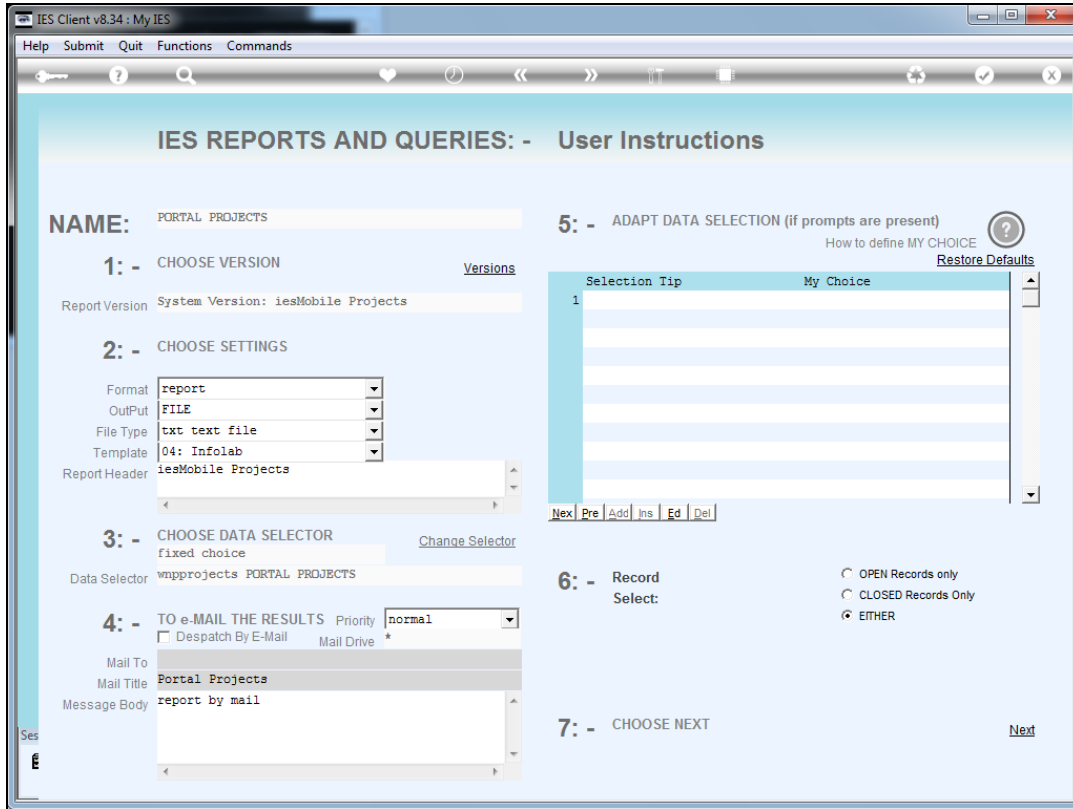 IES Client v8.34 : My IES
Help Submit Quit Functions Commands
IES REPORTS AND QUERIES: - User Instructions
NAME: PORTAL PROJECTS
1: - CHOOSE VERSION
Versions
Report Version System Version: iesMobile Projects
2: - CHOOSE SETTINGS
Format report
OutPut FILE
File Type txt text file
Template 04: Infolab
Report Header iesMobile Projects
3: - CHOOSE DATA SELECTOR
fixed choice
Change Selector
Data Selector wnpprojects PORTAL PROJECTS
4: - TO e-MAIL THE RESULTS Priority normal
Despatch By E-Mail Mail Drive *
Mail To
Mail Title Portal Projects
Message Body report by mail
5: - ADAPT DATA SELECTION (if prompts are present)
How to define MY CHOICE
?
Restore Defaults
Selection Tip My Choice
1
Nex Pre Add Ins Ed Del
6: - Record
Select:
OPEN Records only
CLOSED Records Only
EITHER
7: - CHOOSE NEXT
Next
Ses